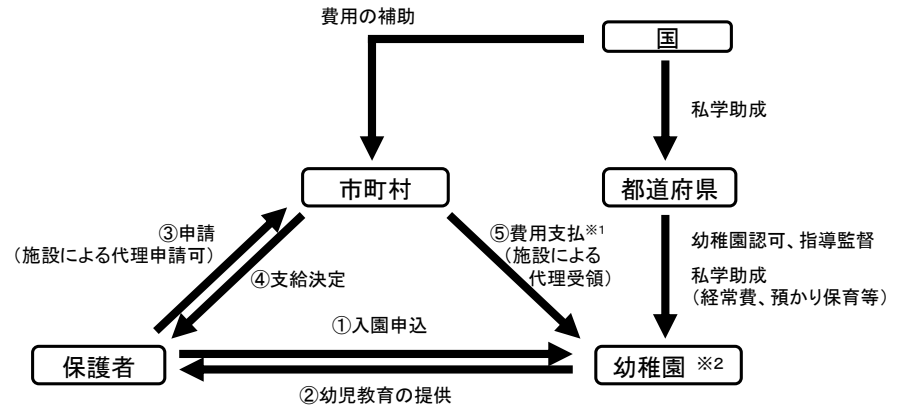 費用の補助
国
私学助成
市町村
都道府県
③申請
（施設による代理申請可）
④支給決定
⑤費用支払※1
（施設による
代理受領）
幼稚園認可、指導監督
私学助成
（経常費、預かり保育等）
①入園申込
保護者
幼稚園 ※2
②幼児教育の提供